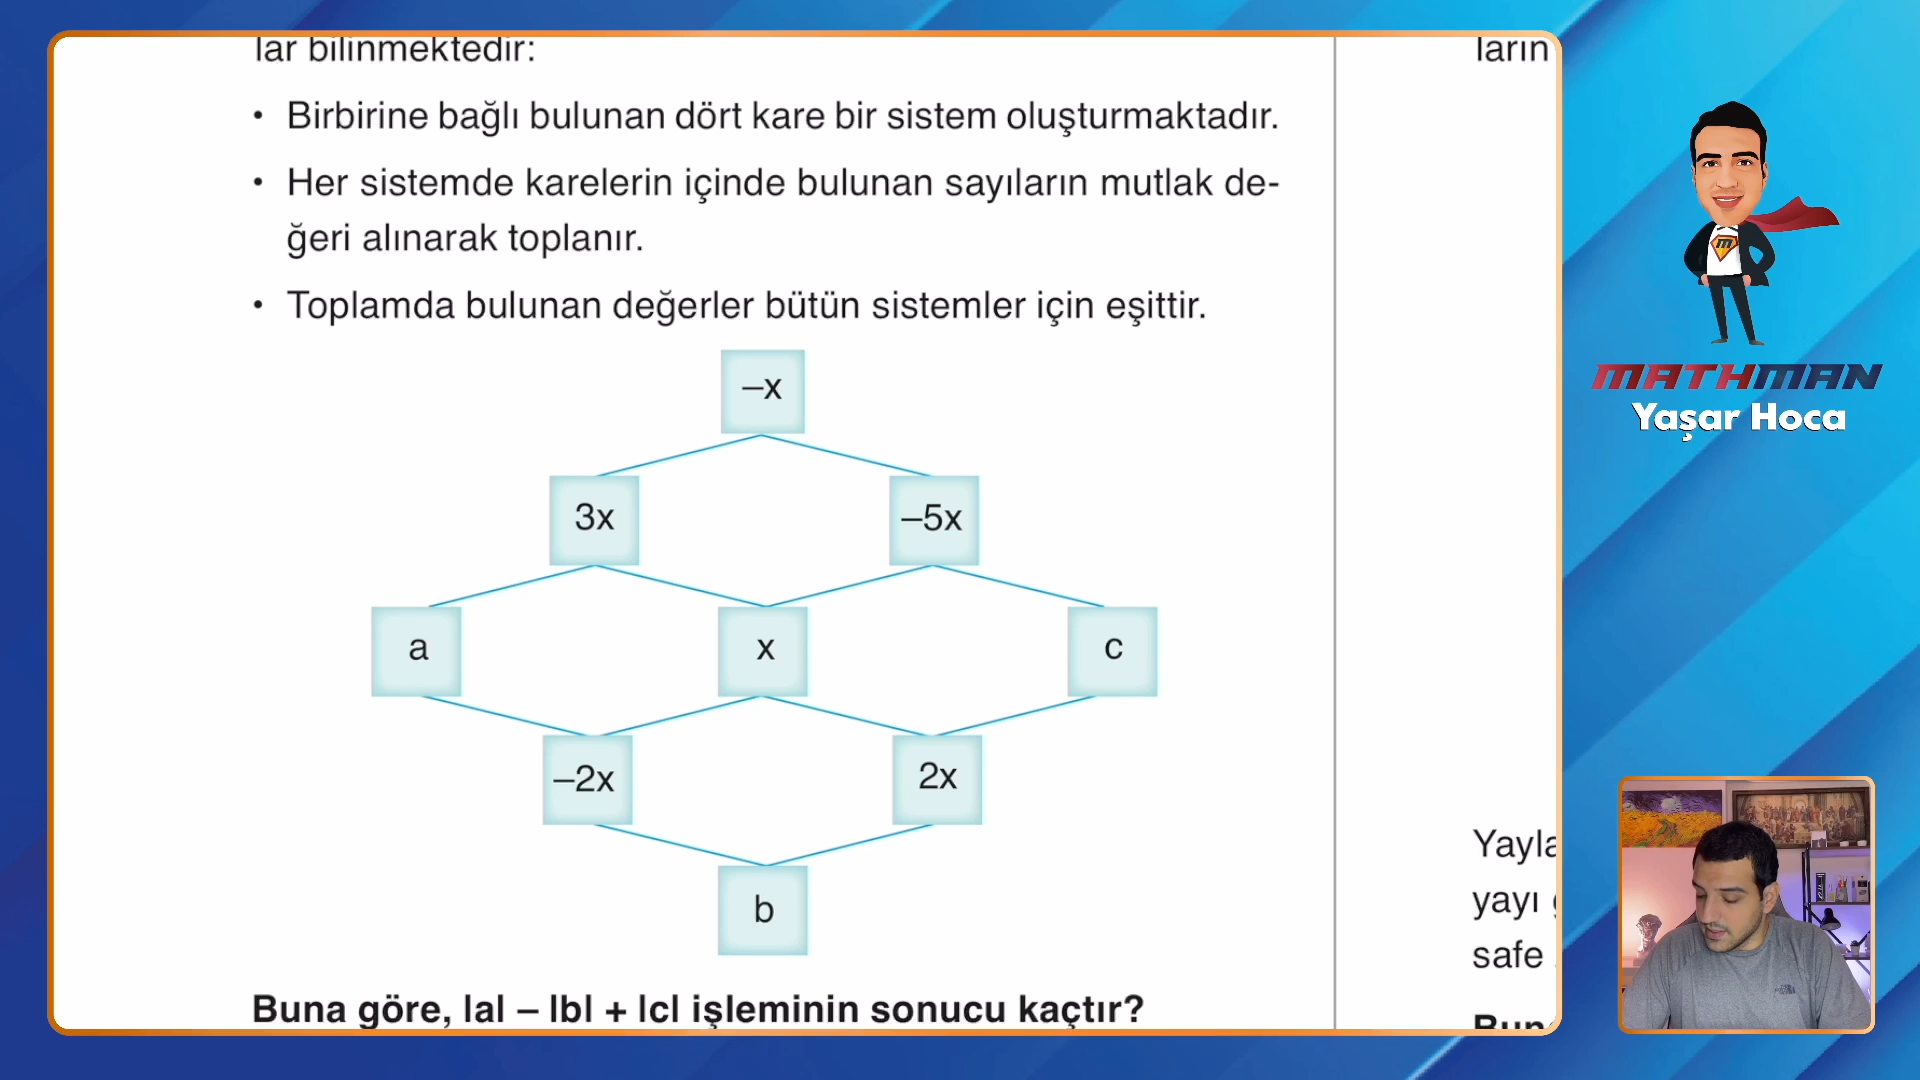 lar bilinmektedir:
• Birbirine bağlı bulunan dört kare bir sistem oluşturmaktadır.
• Her sistemde karelerin içinde bulunan sayıların mutlak de-
ğeri alınarak toplanır.
• Toplamda bulunan değerler bütün sistemler için eşittir.
–x
3x
–5x
a
x
c
–2x
2x
b
Buna göre, lal – lbl + lcl işleminin sonucu kaçtır?
ların
yayı
safe
m
MATHMAN
Yaşar Hoca